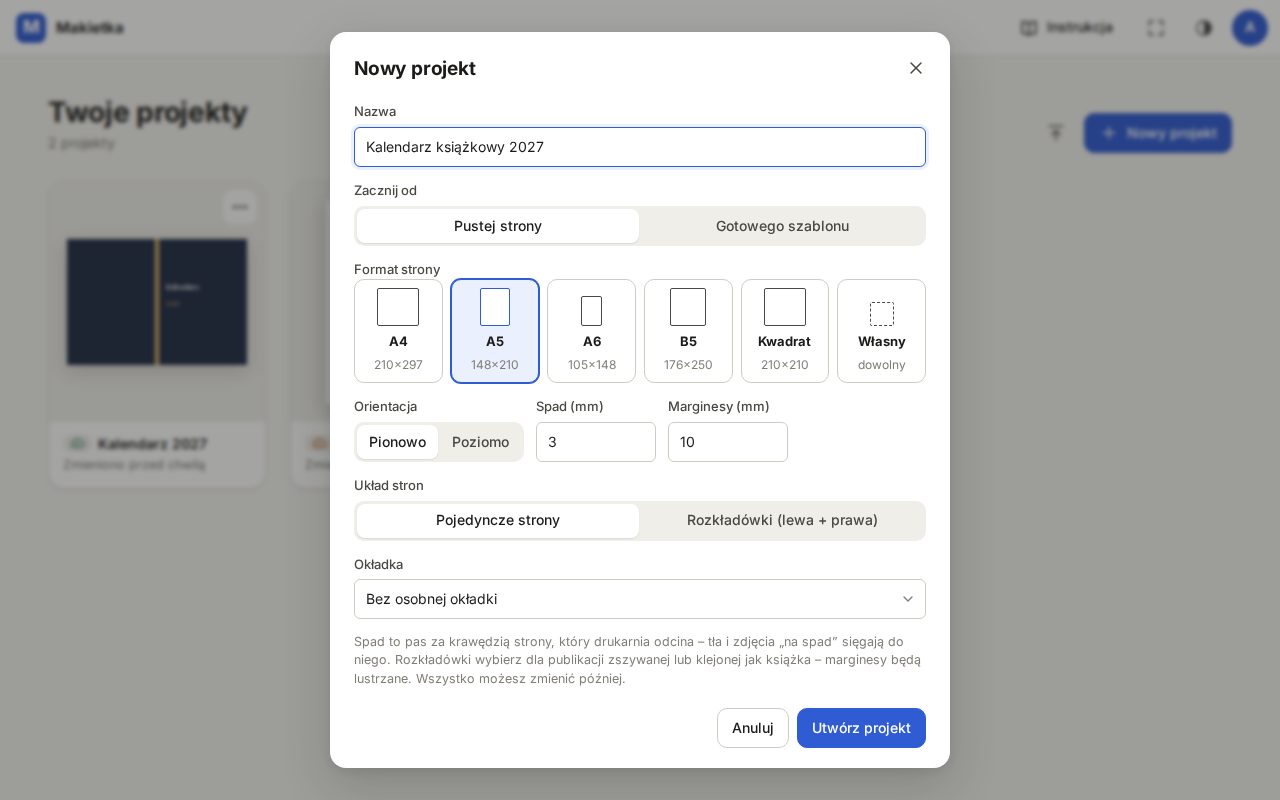 M Makietka
Instrukcja
A
Twoje projekty
2 projekty
Nowy projekt
Kalendarz 2027
Zmieniono przed chwilą
Nowy projekt
Nazwa
Kalendarz książkowy 2027
Zacznij od
Pustej strony
Gotowego szablonu
Format strony
A4
210×297
A5
148×210
A6
105×148
B5
176×250
Kwadrat
210×210
Własny
dowolny
Orientacja
Pionowo
Poziomo
Spad (mm)
3
Marginesy (mm)
10
Układ stron
Pojedyncze strony
Rozkładówki (lewa + prawa)
Okładka
Bez osobnej okładki
Spad to pas za krawędzią strony, który drukarnia odcina – tła i zdjęcia „na spad” sięgają do
niego. Rozkładówki wybierz dla publikacji zszywanej lub klejonej jak książka – marginesy będą
lustrzane. Wszystko możesz zmienić później.
Anuluj
Utwórz projekt